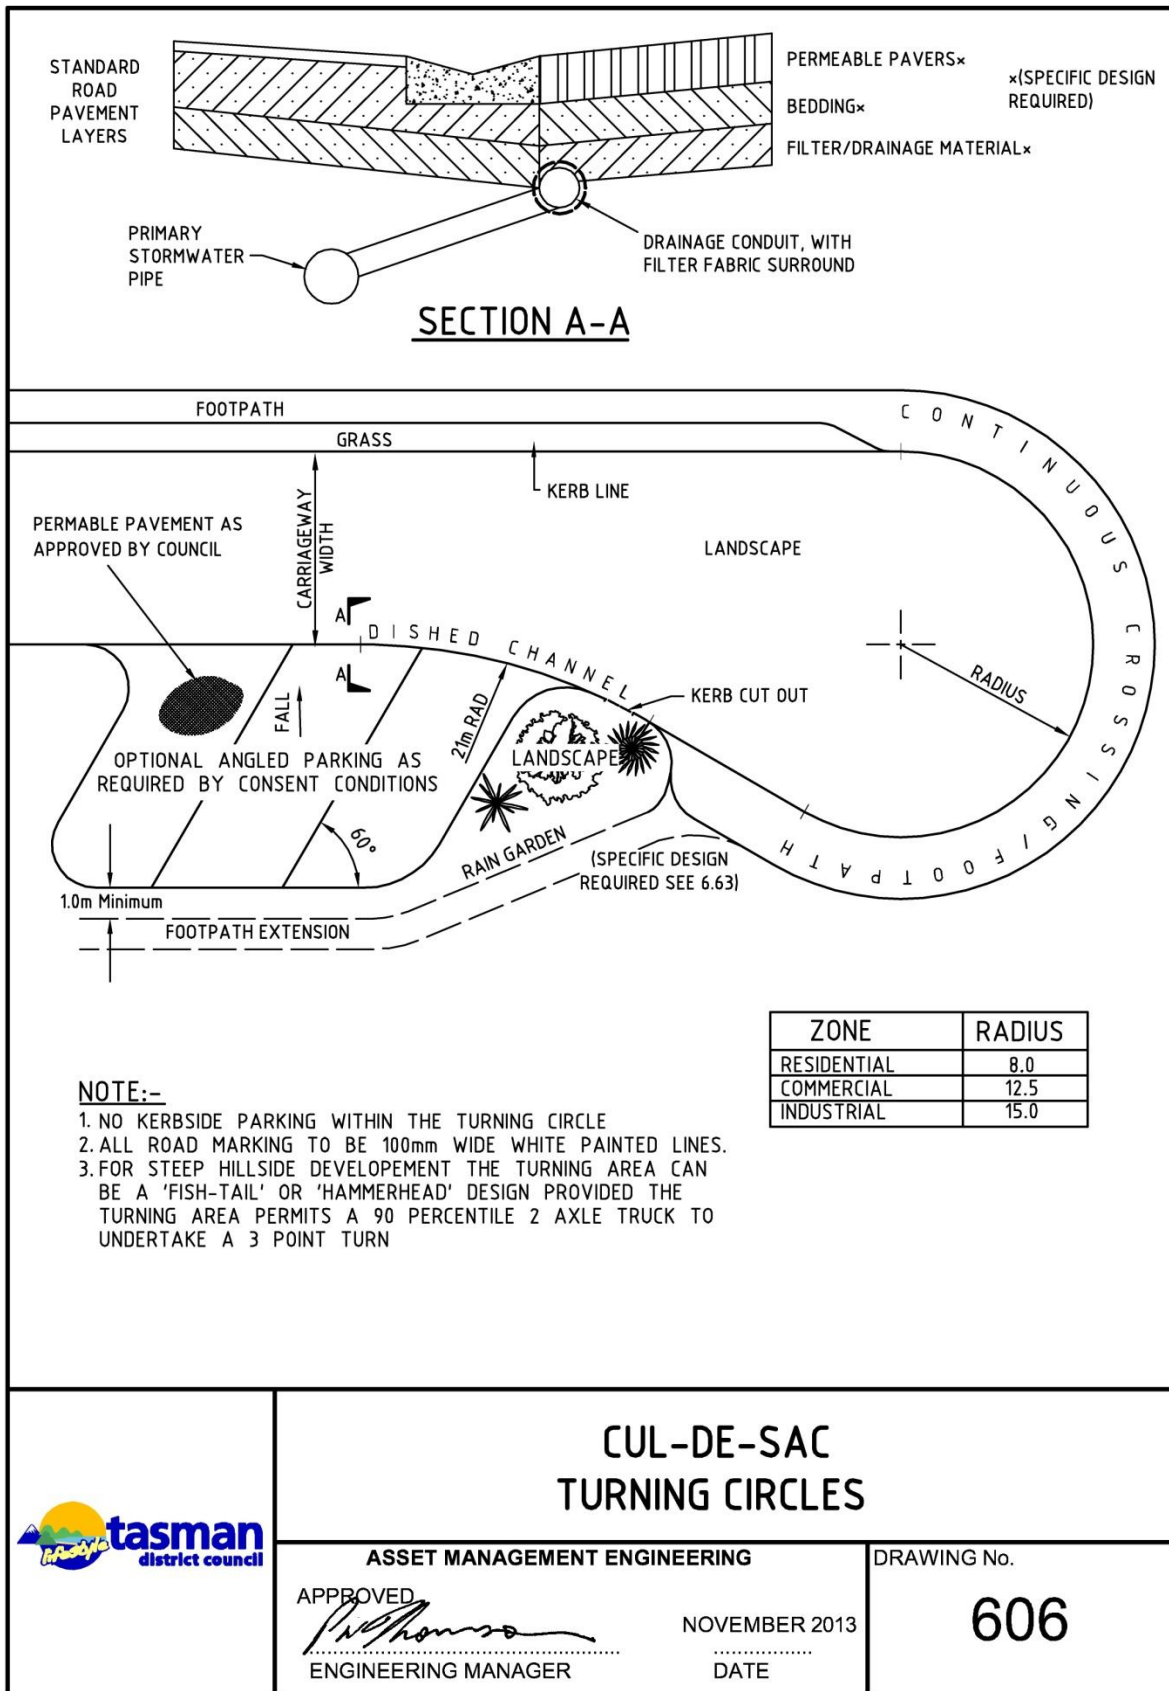 STANDARD
ROAD
PAVEMENT
LAYERS
PERMEABLE PAVERS×
BEDDING×
FILTER/DRAINAGE MATERIAL×
×(SPECIFIC DESIGN
REQUIRED)
PRIMARY
STORMWATER
PIPE
DRAINAGE CONDUIT, WITH
FILTER FABRIC SURROUND
SECTION A-A
FOOTPATH
GRASS
KERB LINE
CARRIAGEWAY
WIDTH
PERMABLE PAVEMENT AS
APPROVED BY COUNCIL
LANDSCAPE
CONTINUOUS CROSSING/FOOTPATH
A
A
DISHED CHANNEL
KERB CUT OUT
RADIUS
FALL
21m RAD
LANDSCAPE
OPTIONAL ANGLED PARKING AS
REQUIRED BY CONSENT CONDITIONS
60°
RAIN GARDEN
(SPECIFIC DESIGN
REQUIRED SEE 6.63)
1.0m Minimum
FOOTPATH EXTENSION
ZONE RADIUS
RESIDENTIAL 8.0
COMMERCIAL 12.5
INDUSTRIAL 15.0
NOTE:-
1. NO KERBSIDE PARKING WITHIN THE TURNING CIRCLE
2. ALL ROAD MARKING TO BE 100mm WIDE WHITE PAINTED LINES.
3. FOR STEEP HILLSIDE DEVELOPEMENT THE TURNING AREA CAN
BE A 'FISH-TAIL' OR 'HAMMERHEAD' DESIGN PROVIDED THE
TURNING AREA PERMITS A 90 PERCENTILE 2 AXLE TRUCK TO
UNDERTAKE A 3 POINT TURN
CUL-DE-SAC
TURNING CIRCLES
tasman
district council
lifestyle
ASSET MANAGEMENT ENGINEERING
APPROVED
NOVEMBER 2013
ENGINEERING MANAGER
DATE
DRAWING No.
606